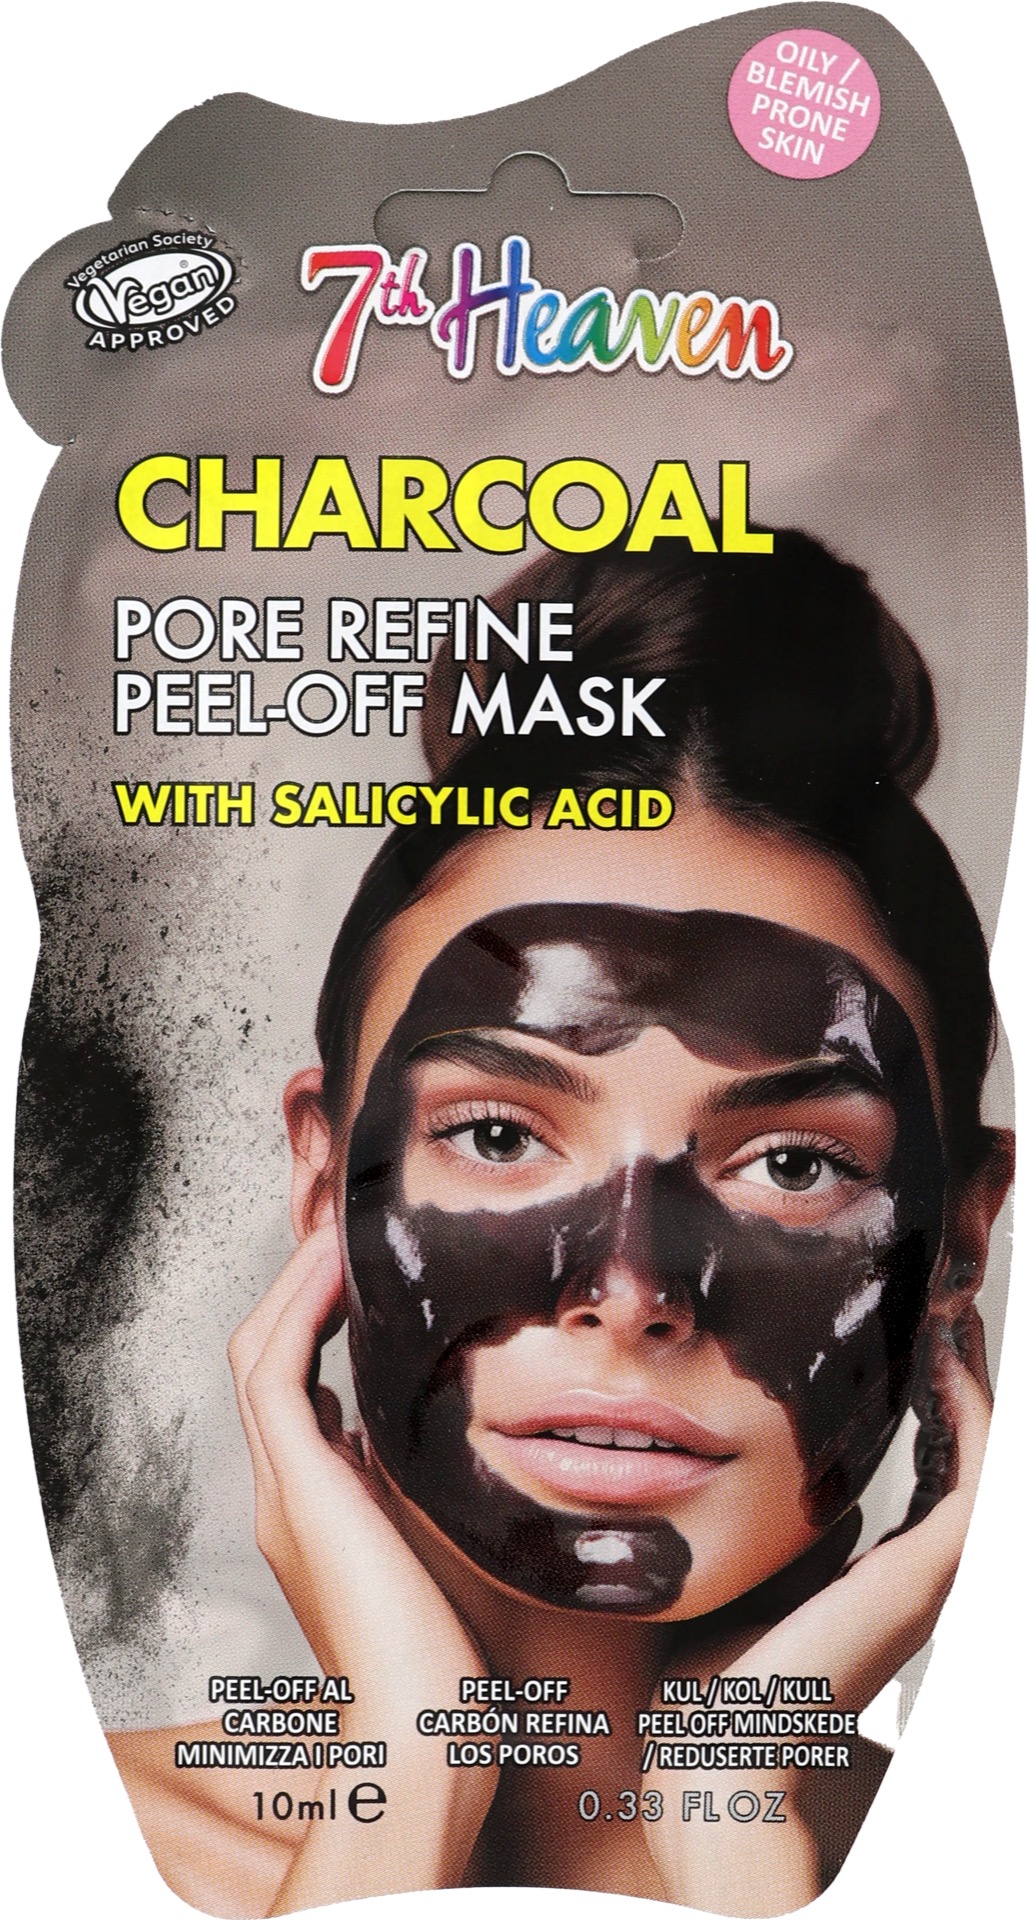 OILY /
BLEMISH
PRONE
SKIN
Vegetarian Society
Vegan®
APPROVED
7th Heaven
CHARCOAL
PORE REFINE
PEEL-OFF MASK
WITH SALICYLIC ACID
PEEL-OFF AL
CARBONE
MINIMIZZA I PORI
PEEL-OFF
CARBÓN REFINA
LOS POROS
KUL / KOL / KULL
PEEL OFF MINDSKEDE
/ REDUSERTE PORER
10ml ℮
0.33 FL OZ